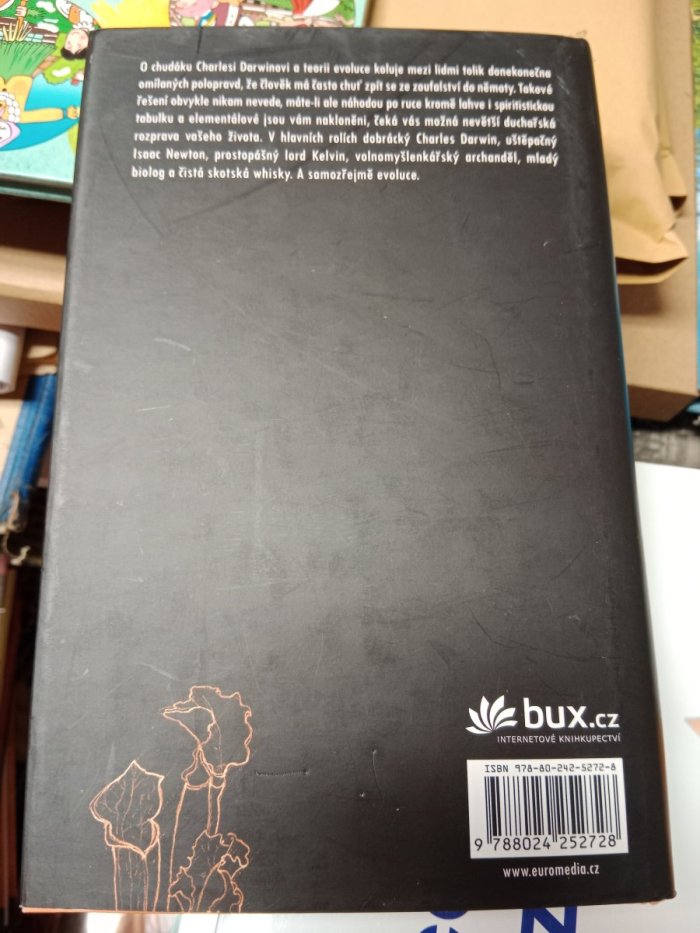 O chudáku Charlesi Darwinovi a teorii evoluce koluje mezi lidmi tolik donekonečna
omílaných polopravd, že člověk má často chuť zpít se ze zoufalství do němoty. Takové
řešení obvykle nikam nevede, máte-li ale náhodou po ruce kromě lahve i spiritistickou
tabulku a elementálové jsou vám nakloněni, čeká vás možná nevětší duchařská
rozprava vašeho života. V hlavních rolích dobrácký Charles Darwin, uštěpačný
Isaac Newton, prostopášný lord Kelvin, volnomyšlenkářský archanděl, mladý
biolog a čistá skotská whisky. A samozřejmě evoluce.
bux.cz
INTERNETOVÉ KNIHKUPECTVÍ
ISBN 978-80-242-5272-8
9 788024 252728
www.euromedia.cz